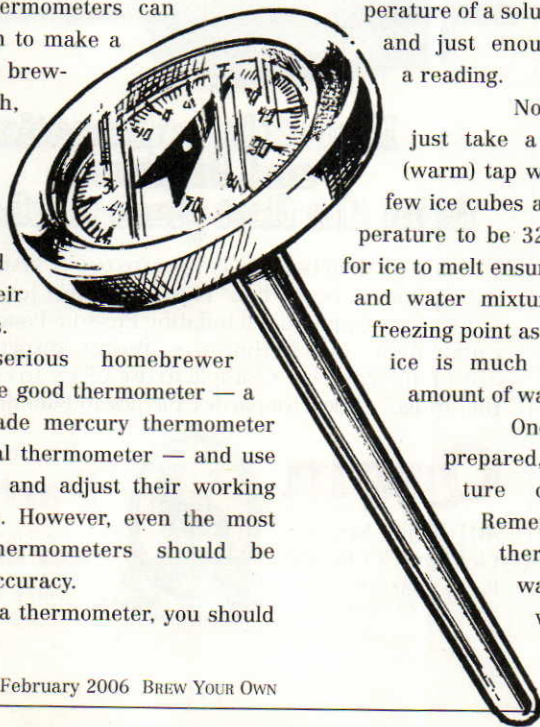 ermometers can
n to make a
brew-
h,
d
eir
s.
serious homebrewer
e good thermometer — a
ade mercury thermometer
al thermometer — and use
and adjust their working
. However, even the most
hermometers should be
ccuracy.
a thermometer, you should
February 2006 BREW YOUR OWN
perature of a solu
and just enou
a reading.
No
just take a
(warm) tap w
few ice cubes a
perature to be 32
for ice to melt ensur
and water mixtur
freezing point as
ice is much
amount of wa
One
prepared,
ture o
Reme
ther
wa